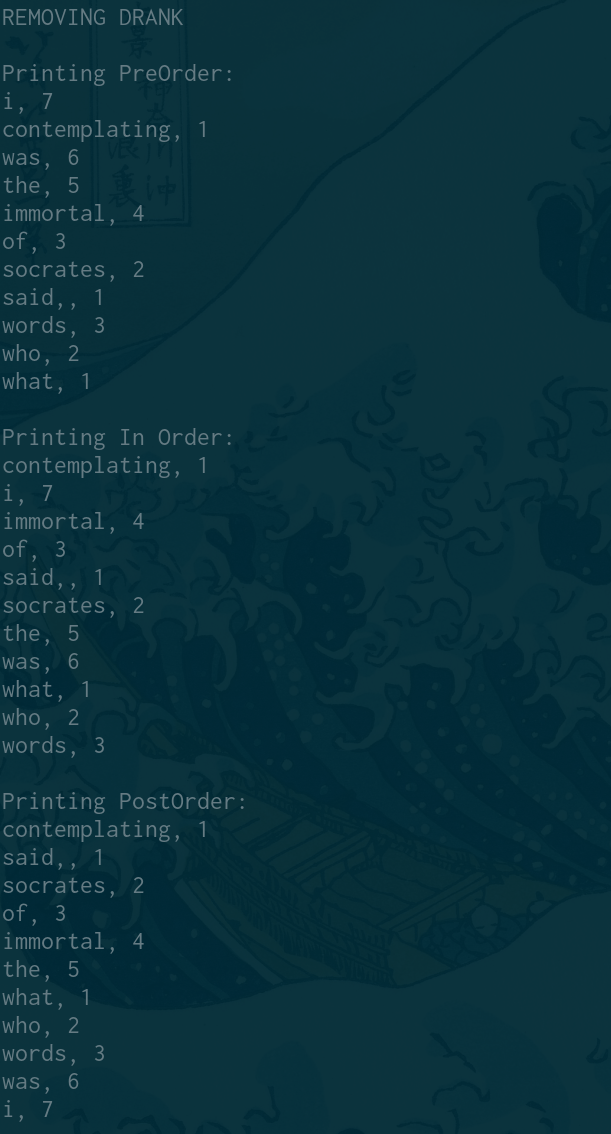 REMOVING DRANK
Printing PreOrder:
i, 7
contemplating, 1
was, 6
the, 5
immortal, 4
of, 3
socrates, 2
said,, 1
words, 3
who, 2
what, 1
Printing In Order:
contemplating, 1
i, 7
immortal, 4
of, 3
said,, 1
socrates, 2
the, 5
was, 6
what, 1
who, 2
words, 3
Printing PostOrder:
contemplating, 1
said,, 1
socrates, 2
of, 3
immortal, 4
the, 5
what, 1
who, 2
words, 3
was, 6
i, 7